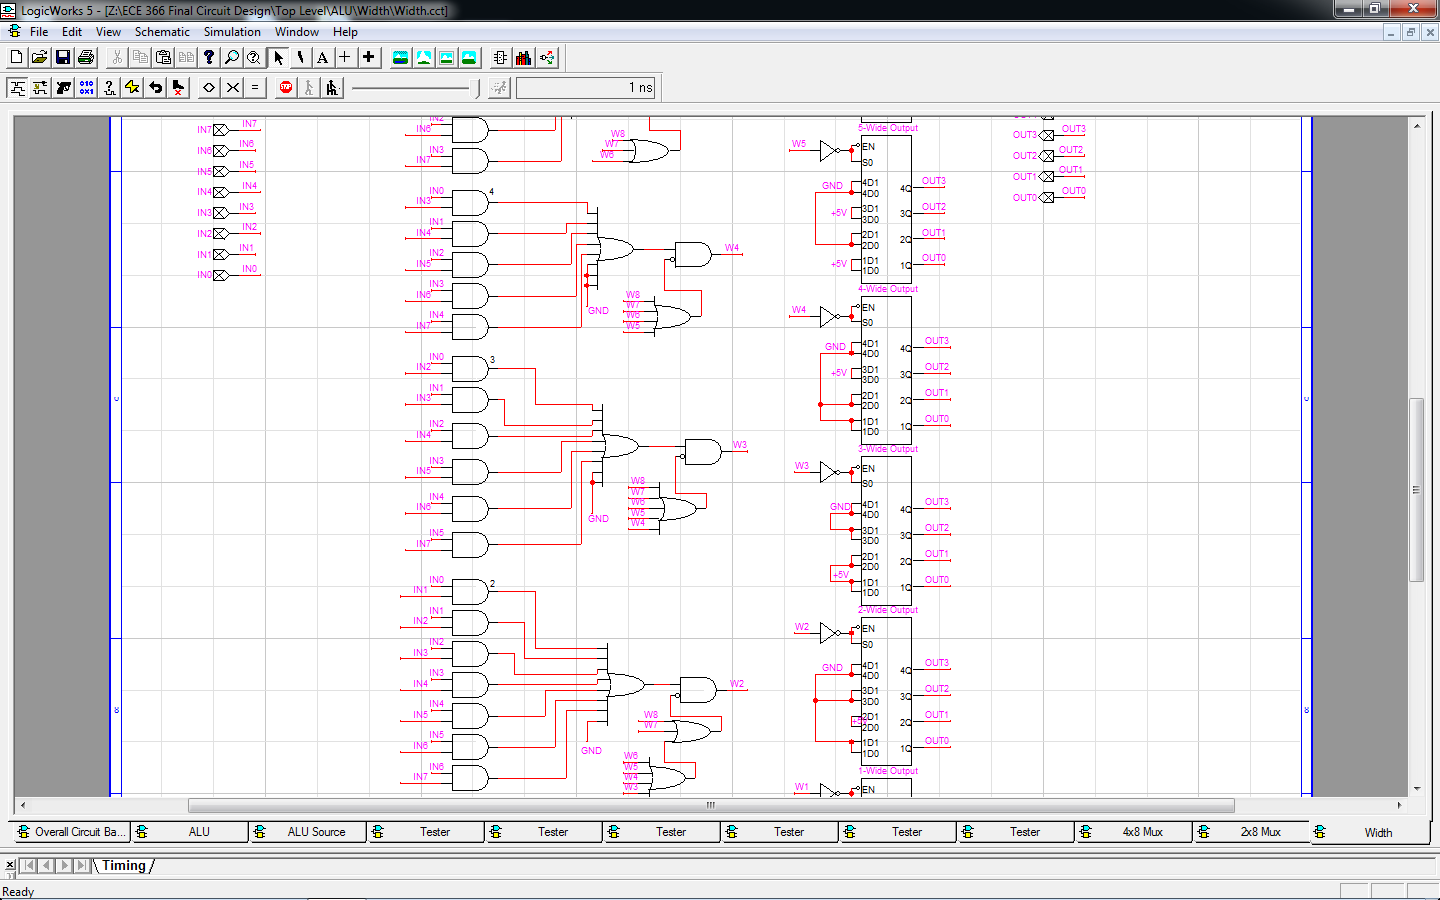 LogicWorks 5 - [Z:\ECE 366 Final Circuit Design\Top Level\ALU\Width\Width.cct]
File Edit View Schematic Simulation Window Help
1 ns
IN7 IN7
IN6 IN6
IN5 IN5
IN4 IN4
IN3 IN3
IN2 IN2
IN1 IN1
IN0 IN0
IN2
IN6
IN3
IN7
W8
W7
W6
IN0 4
IN3
IN1
IN4
IN2
IN5
IN3
IN6
IN4
IN7
GND
W4
W8
W7
W6
W5
IN0 3
IN2
IN1
IN3
IN2
IN4
IN3
IN5
IN4
IN6
IN5
IN7
GND
W3
W8
W7
W6
W5
W4
IN0 2
IN1
IN1
IN2
IN2
IN3
IN3
IN4
IN4
IN5
IN5
IN6
IN6
IN7
GND
W2
W8
W7
W6
W5
W4
W3
5-Wide Output
W5 EN
S0
GND 4D1
4D0 4Q OUT3
+5V 3D1
3D0 3Q OUT2
2D1
2D0 2Q OUT1
+5V 1D1
1D0 1Q OUT0
4-Wide Output
W4 EN
S0
GND 4D1
4D0 4Q OUT3
+5V 3D1
3D0 3Q OUT2
2D1
2D0 2Q OUT1
1D1
1D0 1Q OUT0
3-Wide Output
W3 EN
S0
GND 4D1
4D0 4Q OUT3
3D1
3D0 3Q OUT2
2D1
2D0 2Q OUT1
+5V 1D1
1D0 1Q OUT0
2-Wide Output
W2 EN
S0
GND 4D1
4D0 4Q OUT3
3D1
3D0 3Q OUT2
2D1
2D0 2Q OUT1
1D1
1D0 1Q OUT0
1-Wide Output
W1 EN
OUT3 OUT3
OUT2 OUT2
OUT1 OUT1
OUT0 OUT0
Overall Circuit Ba... ALU ALU Source Tester Tester Tester Tester Tester Tester 4x8 Mux 2x8 Mux Width
Timing
Ready